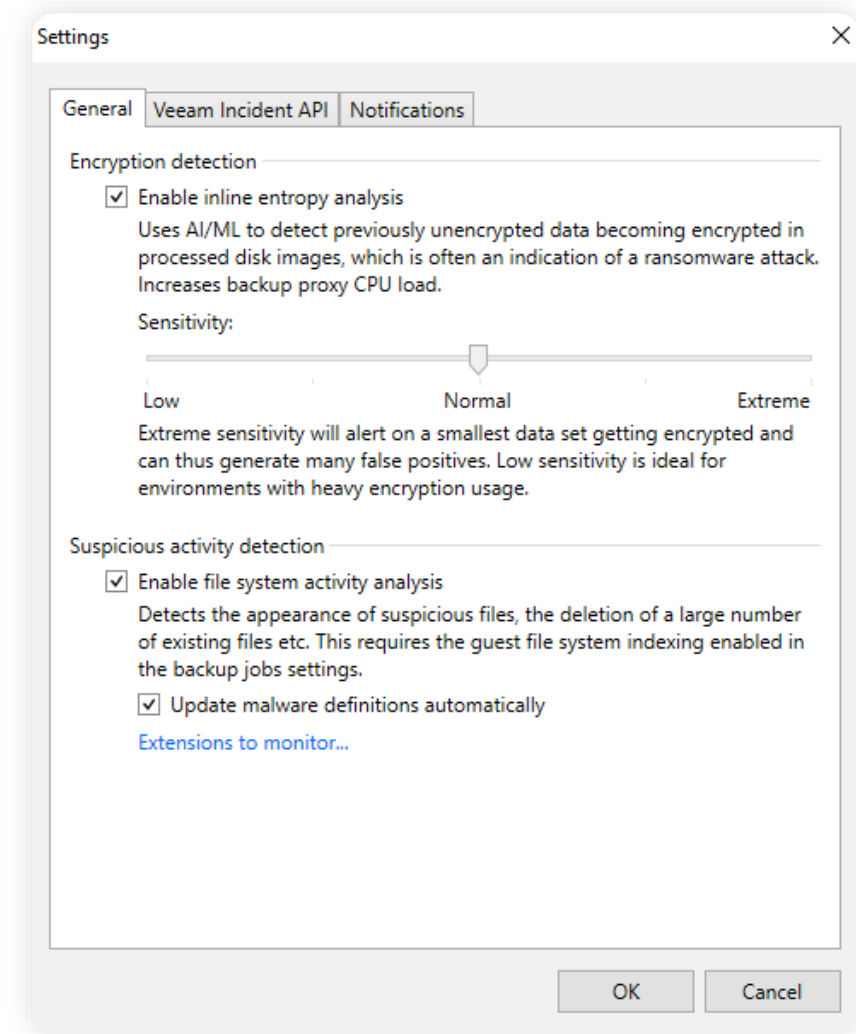 Settings
General Veeam Incident API Notifications
Encryption detection
Enable inline entropy analysis
Uses AI/ML to detect previously unencrypted data becoming encrypted in
processed disk images, which is often an indication of a ransomware attack.
Increases backup proxy CPU load.
Sensitivity:
Low Normal Extreme
Extreme sensitivity will alert on a smallest data set getting encrypted and
can thus generate many false positives. Low sensitivity is ideal for
environments with heavy encryption usage.
Suspicious activity detection
Enable file system activity analysis
Detects the appearance of suspicious files, the deletion of a large number
of existing files etc. This requires the guest file system indexing enabled in
the backup jobs settings.
Update malware definitions automatically
Extensions to monitor...
OK Cancel